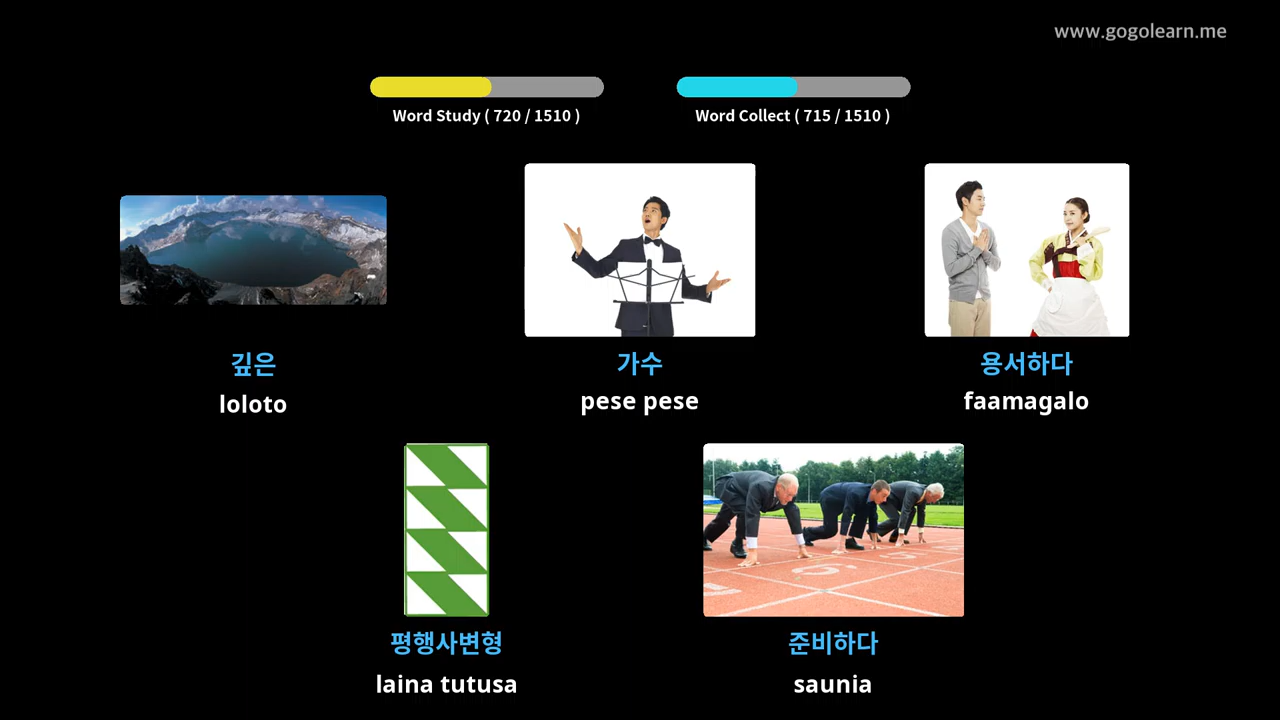 www.gogolearn.me
Word Study ( 720 / 1510 )
Word Collect ( 715 / 1510 )
깊은
loloto
가수
pese pese
용서하다
faamagalo
평행사변형
laina tutusa
준비하다
saunia